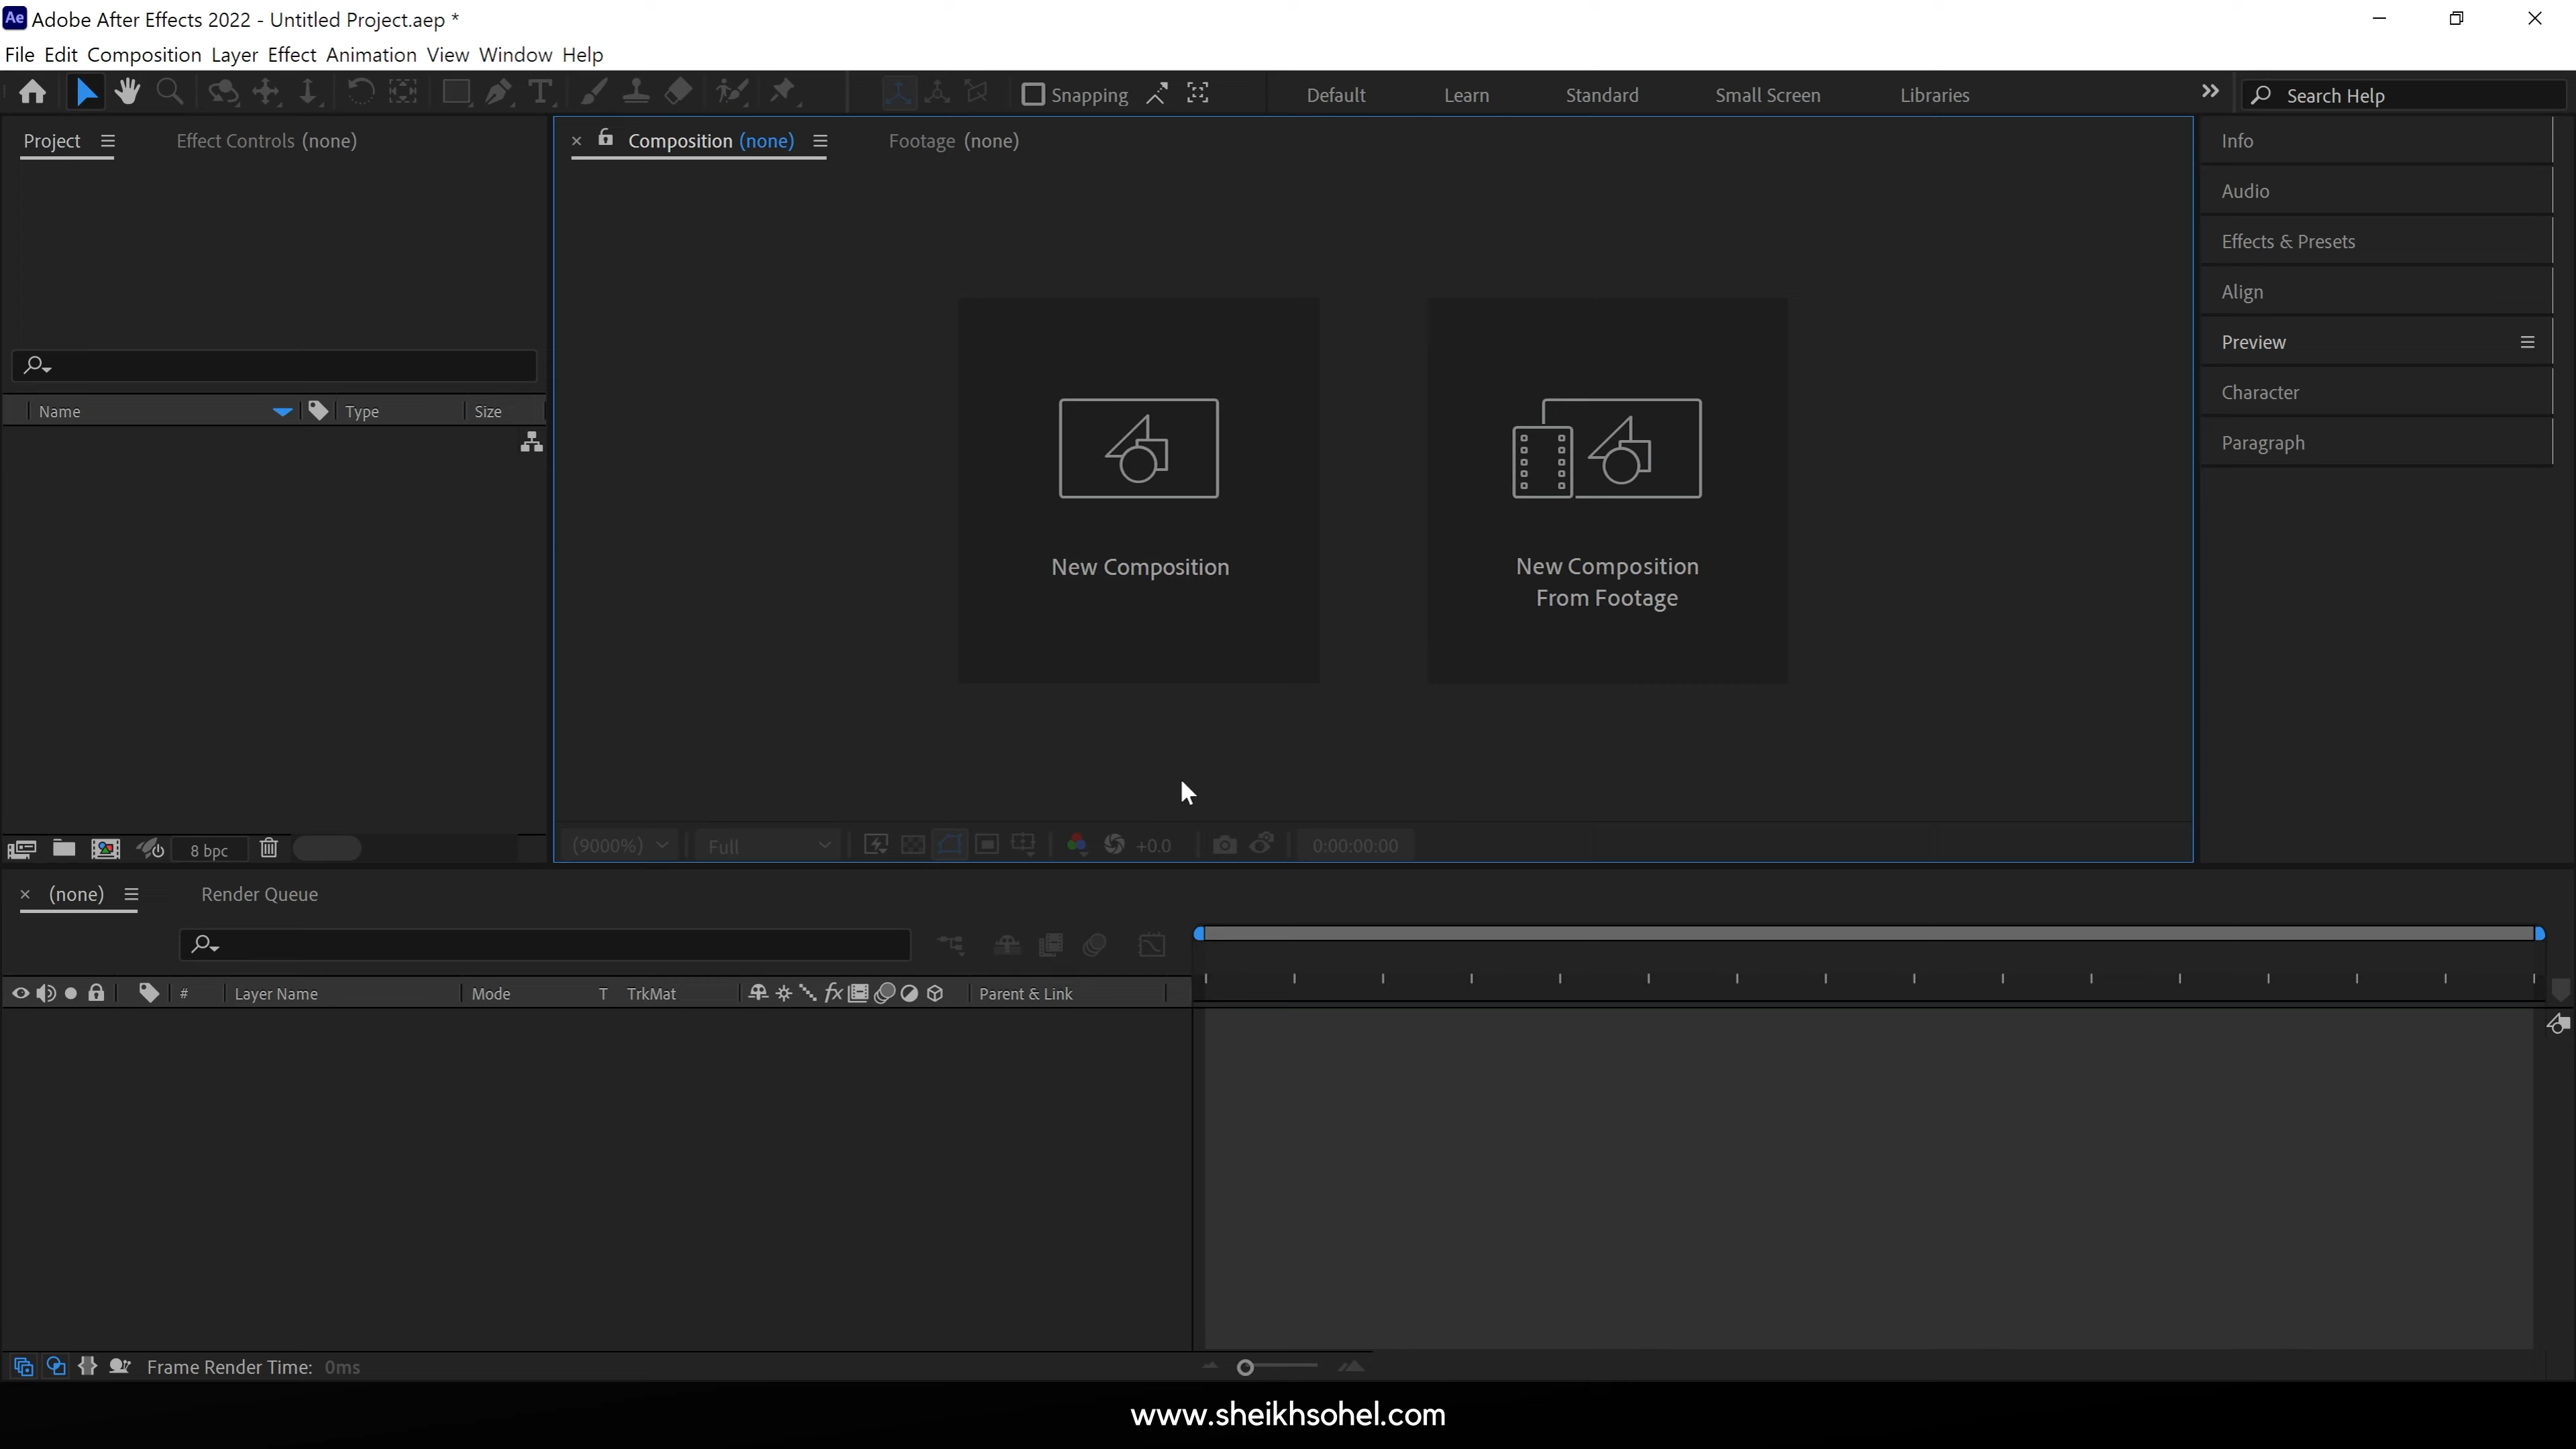 Ae Adobe After Effects 2022 - Untitled Project.aep *
File Edit Composition Layer Effect Animation View Window Help
Snapping Default Learn Standard Small Screen Libraries Search Help
Project Effect Controls (none) Composition (none) Footage (none)
Info
Audio
Effects & Presets
Align
Preview
Character
Paragraph
Name Type Size
New Composition
New Composition
From Footage
8 bpc
(9000%) Full +0.0 0:00:00:00
(none) Render Queue
# Layer Name Mode T TrkMat fx Parent & Link
Frame Render Time: 0ms
www.sheikhsohel.com